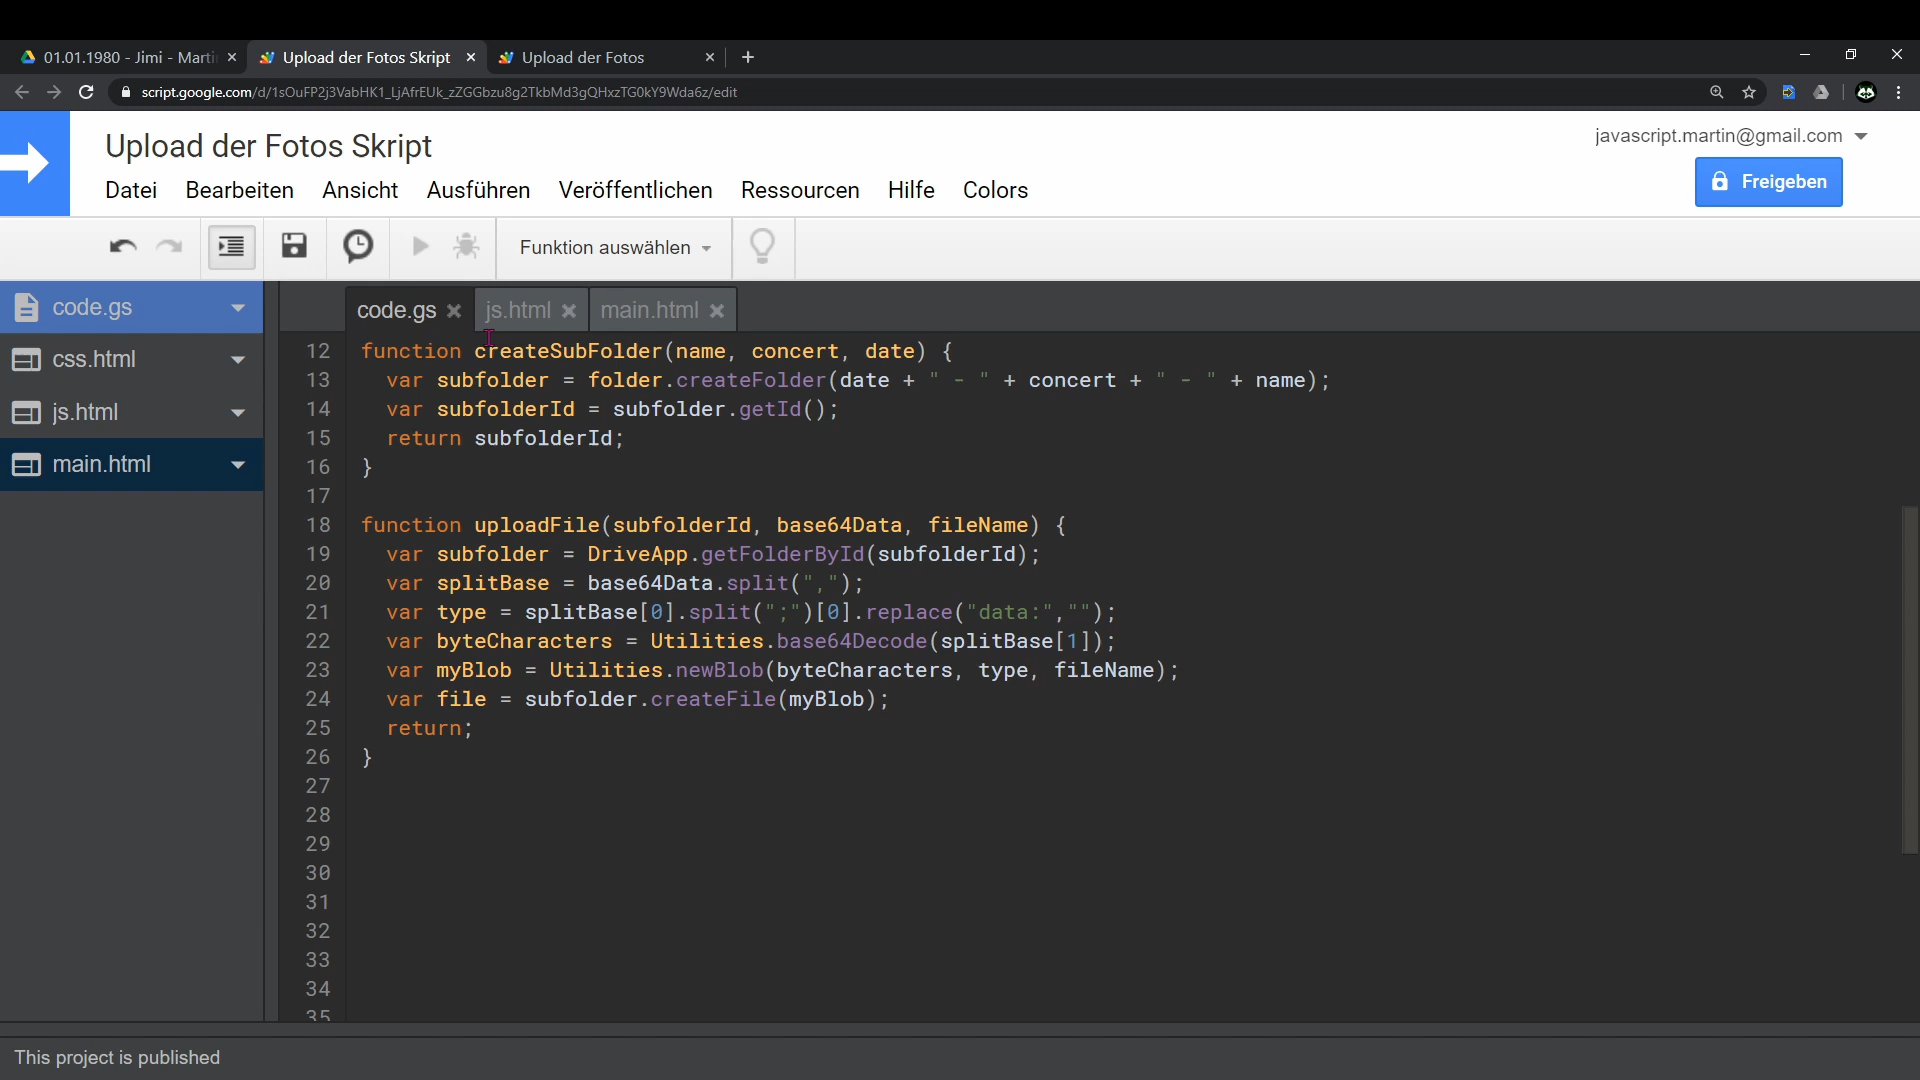 01.01.1980 - Jimi - Marti
Upload der Fotos Skript
Upload der Fotos
script.google.com/d/1sOuFP2j3VabHK1_LjAfrEUk_zZGGbzu8g2TkbMd3gQHxzTG0kY9Wda6z/edit
Upload der Fotos Skript
javascript.martin@gmail.com
Datei Bearbeiten Ansicht Ausführen Veröffentlichen Ressourcen Hilfe Colors
Freigeben
Funktion auswählen
code.gs
css.html
js.html
main.html
code.gs js.html main.html
12 function createSubFolder(name, concert, date) {
13 var subfolder = folder.createFolder(date + " - " + concert + " - " + name);
14 var subfolderId = subfolder.getId();
15 return subfolderId;
16 }
17
18 function uploadFile(subfolderId, base64Data, fileName) {
19 var subfolder = DriveApp.getFolderById(subfolderId);
20 var splitBase = base64Data.split(",");
21 var type = splitBase[0].split(";")[0].replace("data:","");
22 var byteCharacters = Utilities.base64Decode(splitBase[1]);
23 var myBlob = Utilities.newBlob(byteCharacters, type, fileName);
24 var file = subfolder.createFile(myBlob);
25 return;
26 }
27
28
29
30
31
32
33
34
35
This project is published